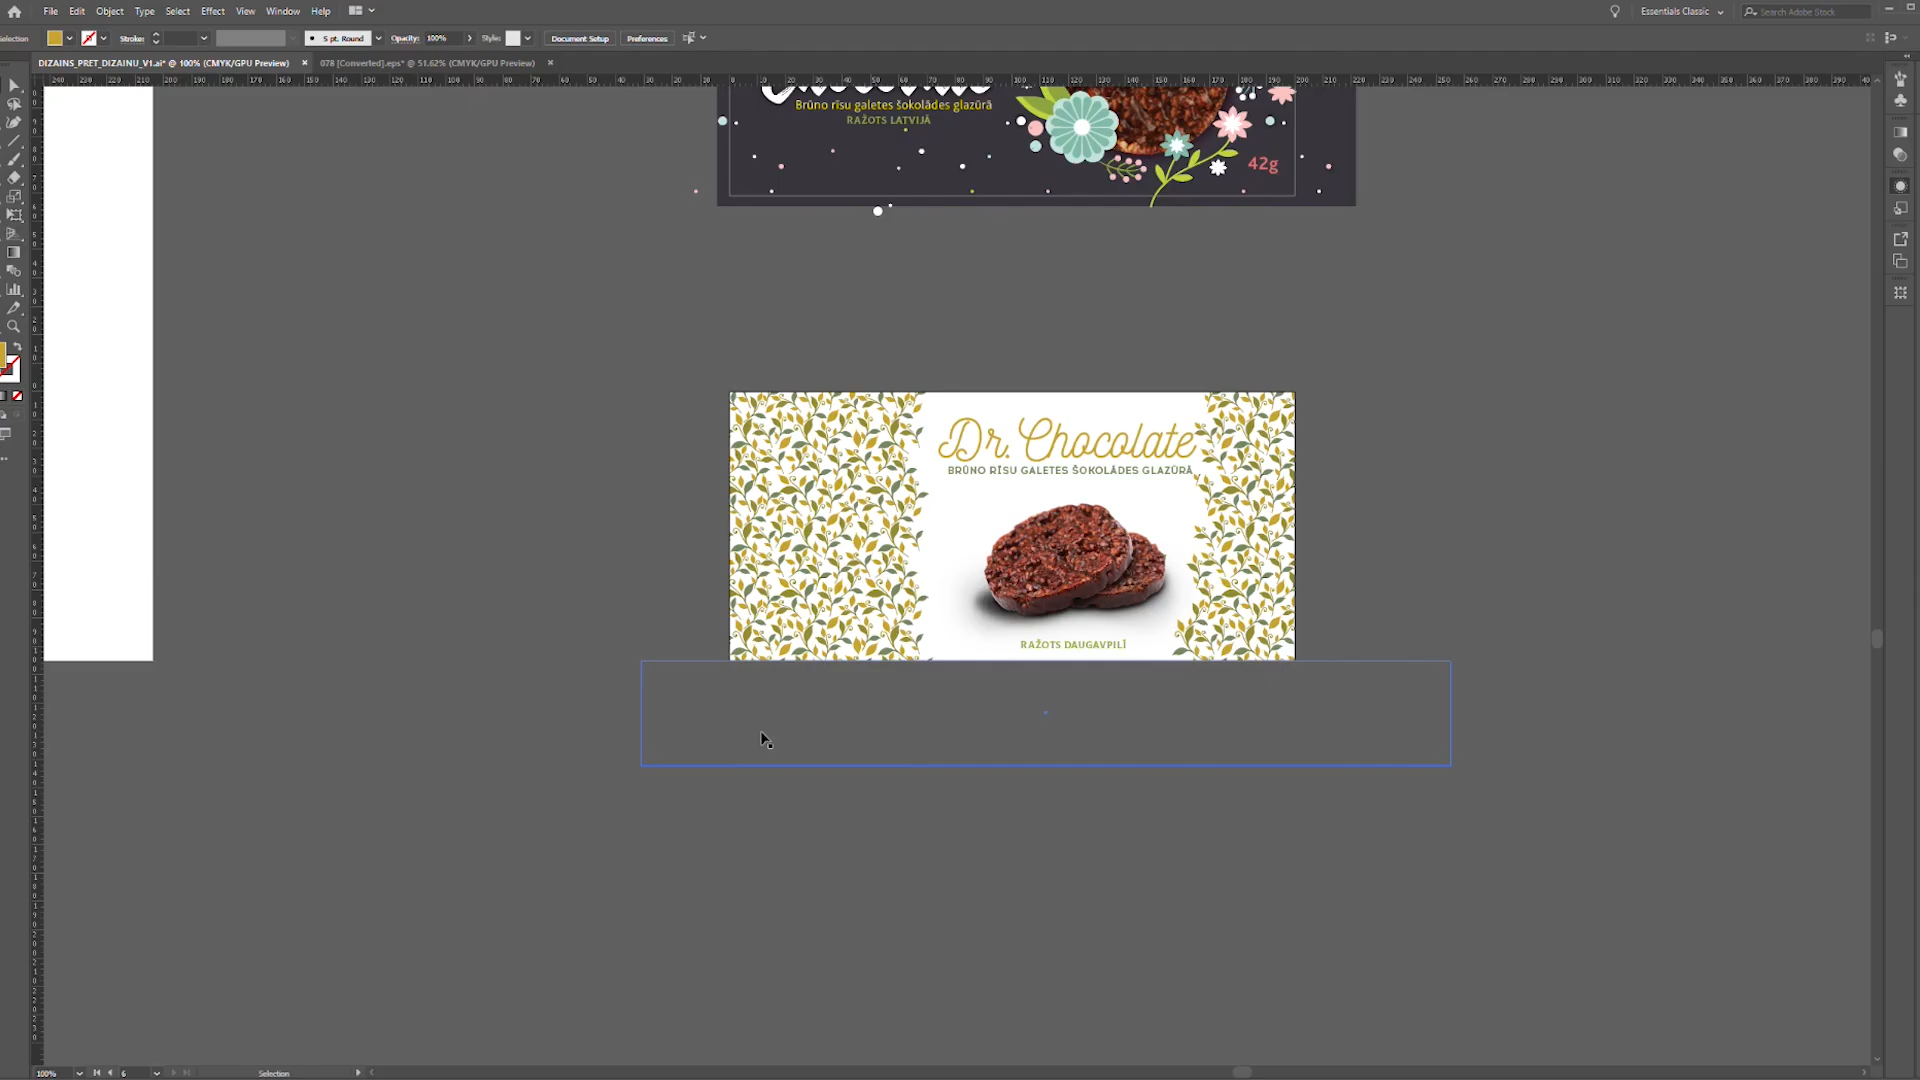 File Edit Object Type Select Effect View Window Help
Essentials Classic
Search Adobe Stock
Selection
Stroke:
5 pt. Round
Opacity: 100%
Style:
Document Setup
Preferences
DIZAINS_PRET_DIZAINU_V1.ai* @ 100% (CMYK/GPU Preview)
078 [Converted].eps* @ 51.62% (CMYK/GPU Preview)
Brūno rīsu galetes šokolādes glazūrā
RAŽOTS LATVIJĀ
42g
Dr. Chocolate
BRŪNO RĪSU GALETES ŠOKOLĀDES GLAZŪRĀ
RAŽOTS DAUGAVPILĪ
100%
6
Selection